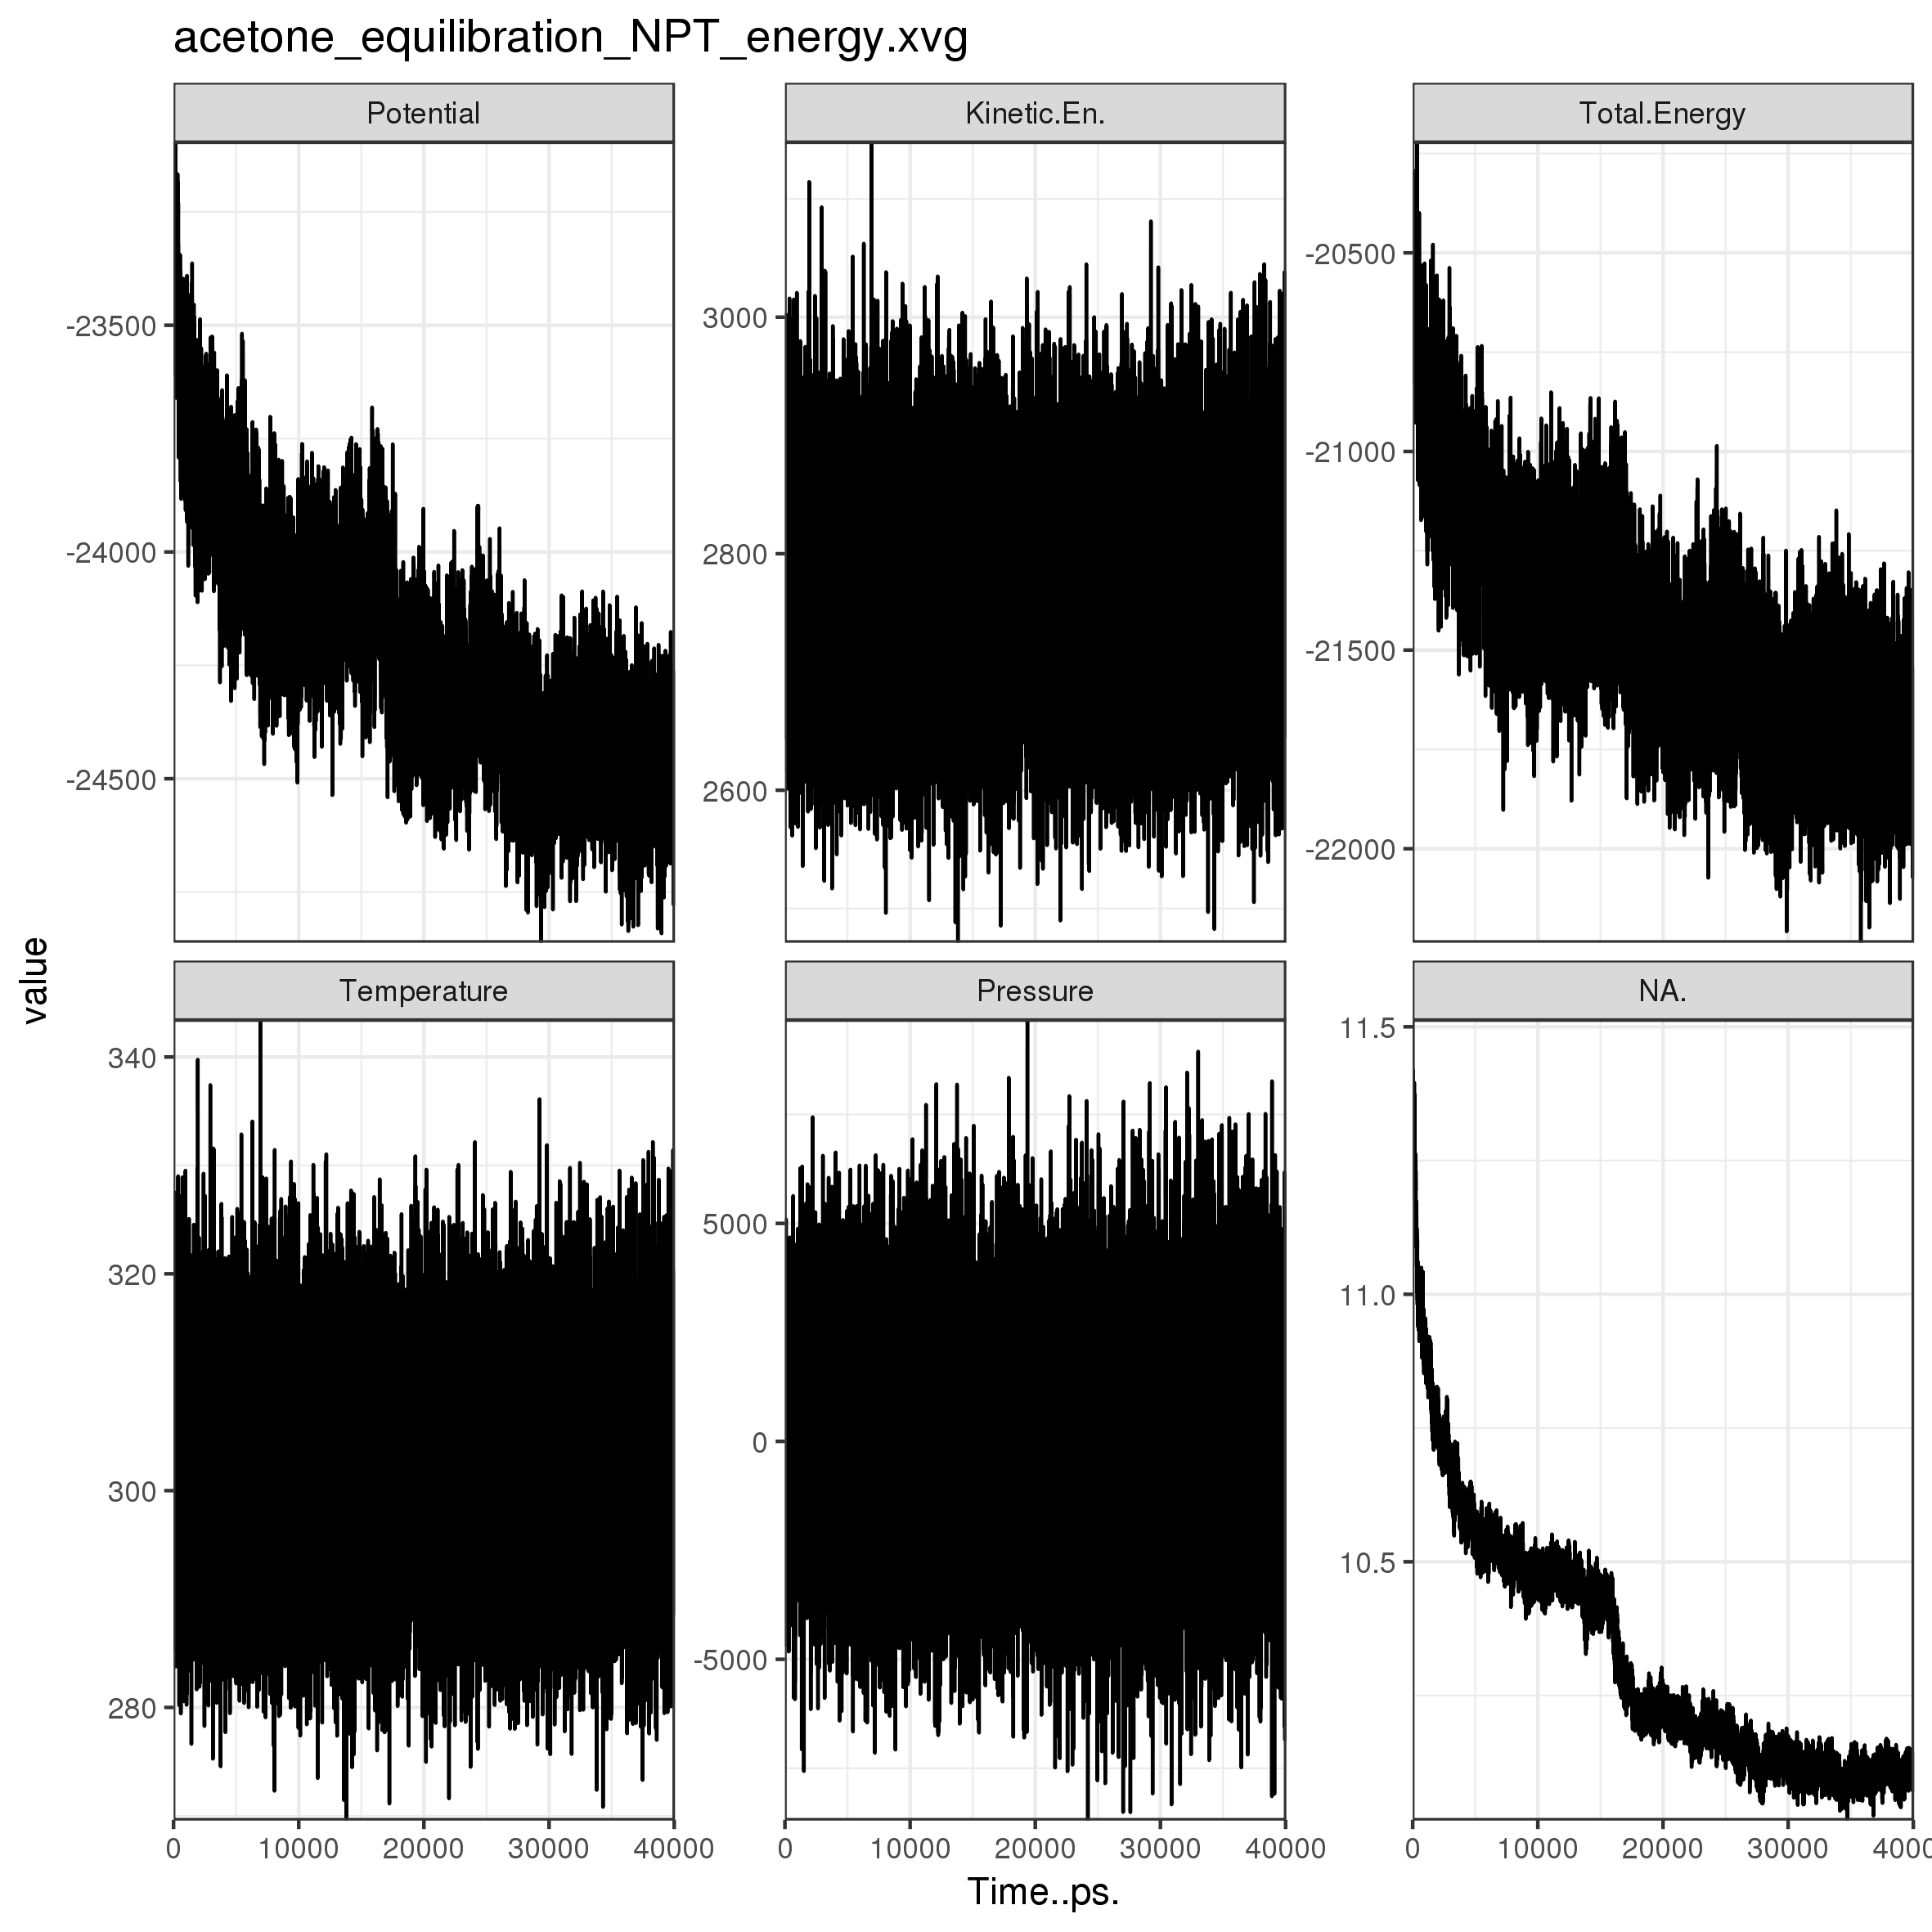 acetone_equilibration_NPT_energy.xvg
Potential
Kinetic.En.
Total.Energy
-23500
-24000
-24500
3000
2800
2600
-20500
-21000
-21500
-22000
value
Temperature
Pressure
NA.
340
320
300
280
5000
0
-5000
11.5
11.0
10.5
0 10000 20000 30000 40000
0 10000 20000 30000 40000
0 10000 20000 30000 4000
Time..ps.